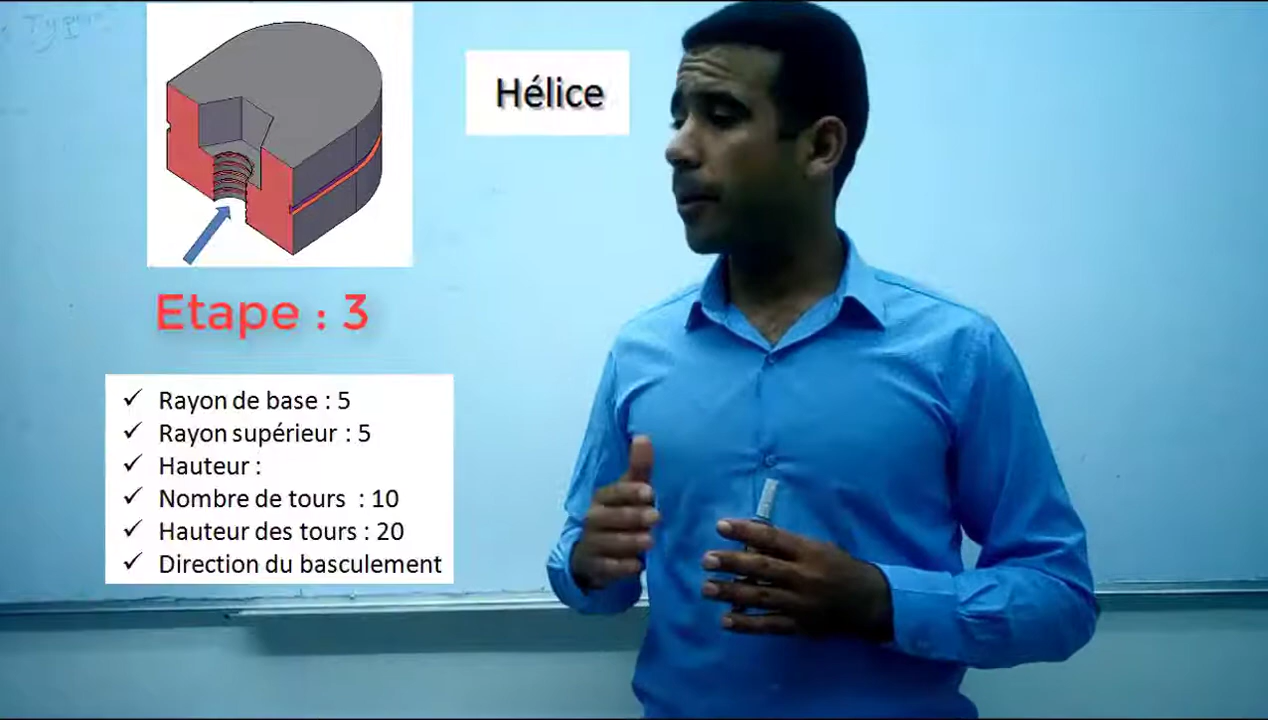 Hélice
Etape : 3
Rayon de base : 5
Rayon supérieur : 5
Hauteur :
Nombre de tours : 10
Hauteur des tours : 20
Direction du basculement